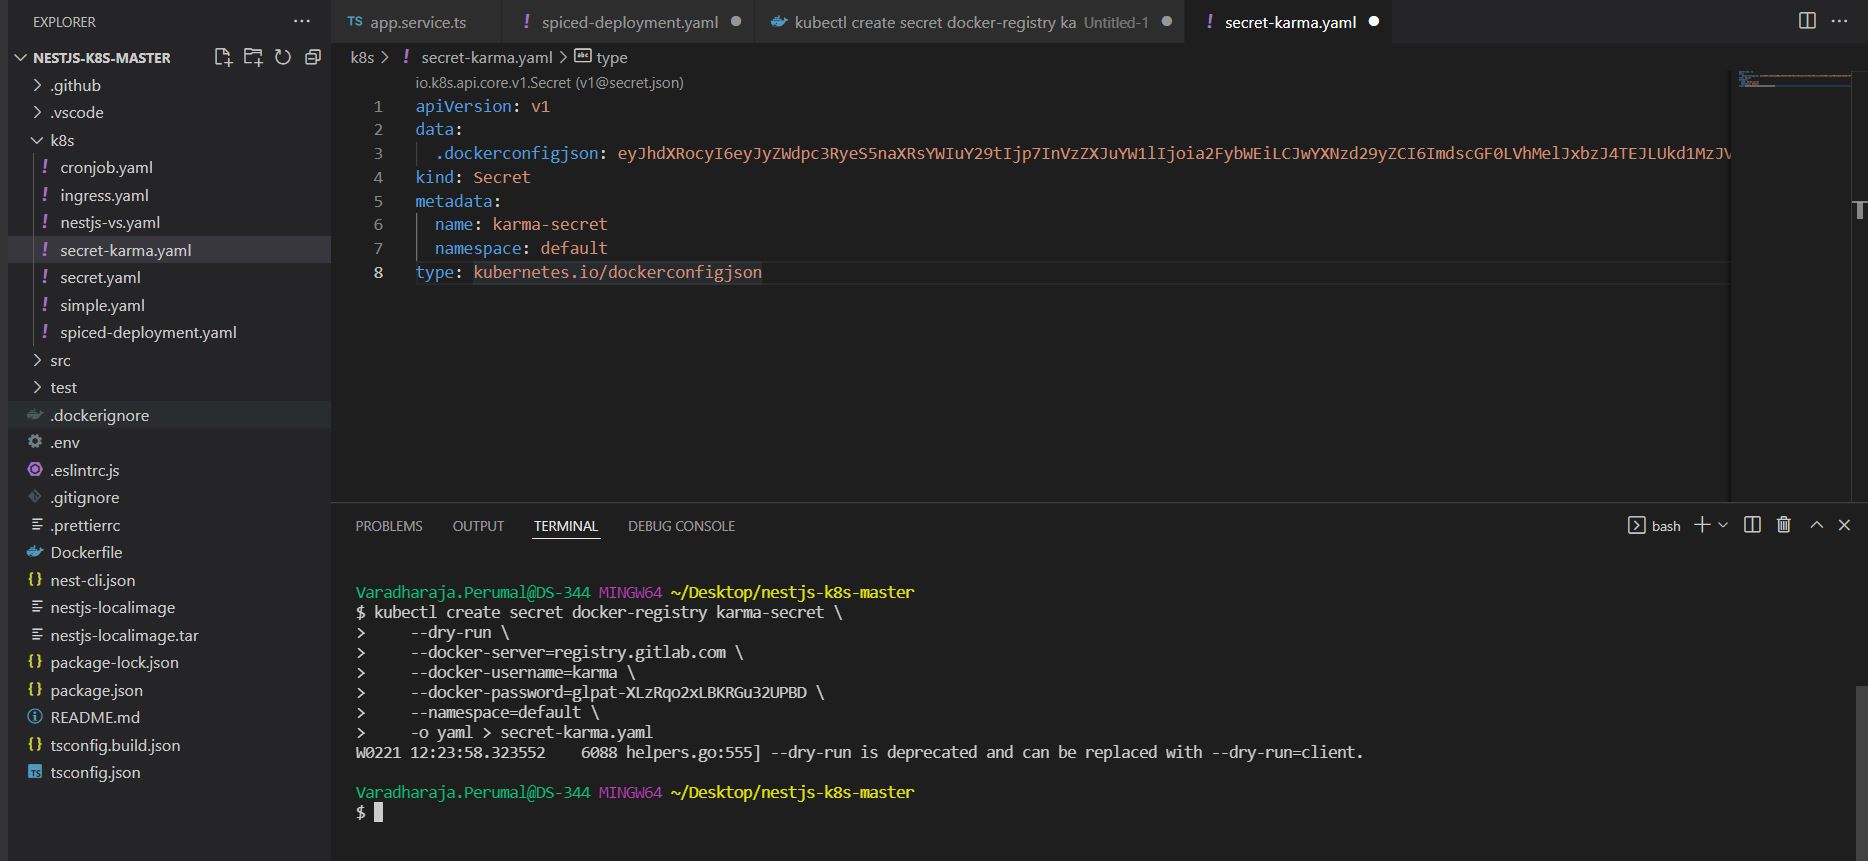 EXPLORER
NESTJS-K8S-MASTER
.github
.vscode
k8s
cronjob.yaml
ingress.yaml
nestjs-vs.yaml
secret-karma.yaml
secret.yaml
simple.yaml
spiced-deployment.yaml
src
test
.dockerignore
.env
.eslintrc.js
.gitignore
.prettierrc
Dockerfile
nest-cli.json
nestjs-localimage
nestjs-localimage.tar
package-lock.json
package.json
README.md
tsconfig.build.json
tsconfig.json
TS app.service.ts ! spiced-deployment.yaml kubectl create secret docker-registry ka Untitled-1 ! secret-karma.yaml
k8s > ! secret-karma.yaml > abc type
io.k8s.api.core.v1.Secret (v1@secret.json)
1 apiVersion: v1
2 data:
3 .dockerconfigjson: eyJhdXRocyI6eyJyZWdpc3RyeS5naXRsYWIuY29tIjp7InVzZXJuYW1lIjoia2FybWEiLCJwYXNzd29yZCI6ImdscGF0LVhMelJxbzJ4TEJLUkd1MzJV
4 kind: Secret
5 metadata:
6 name: karma-secret
7 namespace: default
8 type: kubernetes.io/dockerconfigjson
PROBLEMS OUTPUT TERMINAL DEBUG CONSOLE bash
Varadharaja.Perumal@DS-344 MINGW64 ~/Desktop/nestjs-k8s-master
$ kubectl create secret docker-registry karma-secret \
> --dry-run \
> --docker-server=registry.gitlab.com \
> --docker-username=karma \
> --docker-password=glpat-XLzRqo2xLBKRGu32UPBD \
> --namespace=default \
> -o yaml > secret-karma.yaml
W0221 12:23:58.323552 6088 helpers.go:555] --dry-run is deprecated and can be replaced with --dry-run=client.
Varadharaja.Perumal@DS-344 MINGW64 ~/Desktop/nestjs-k8s-master
$